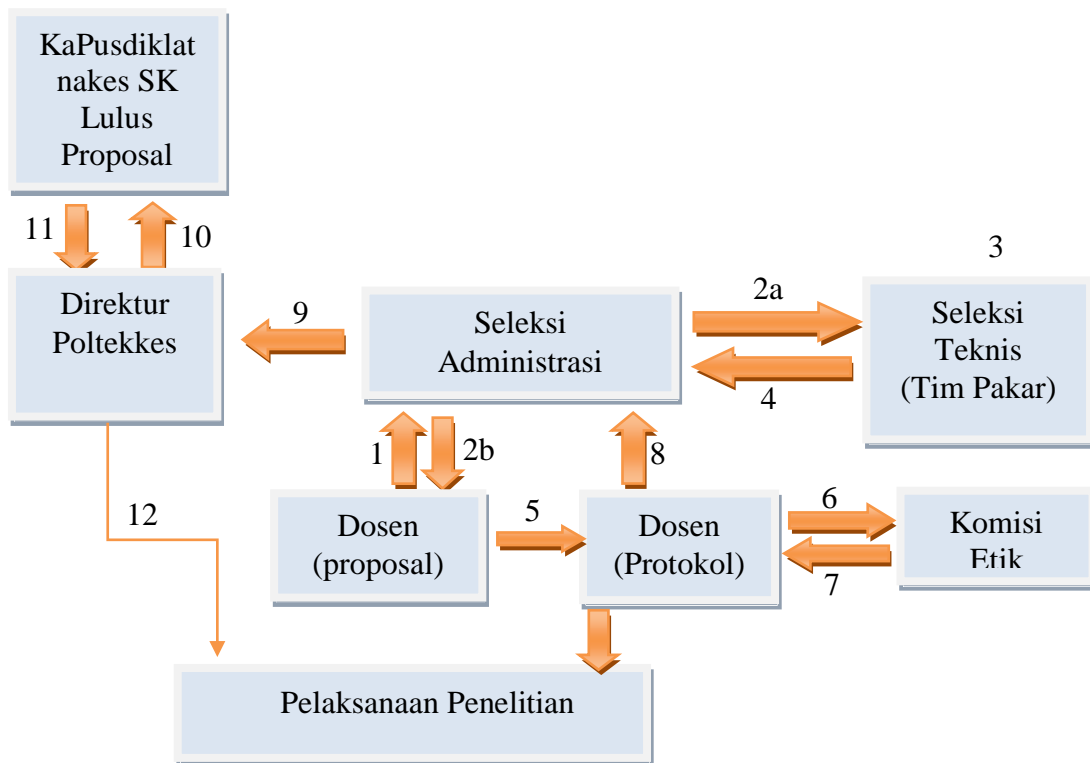 KaPusdiklat
nakes SK
Lulus
Proposal
11
10
3
Direktur
Poltekkes
9
Seleksi
Administrasi
2a
4
Seleksi
Teknis
(Tim Pakar)
1
2b
8
12
Dosen
(proposal)
5
Dosen
(Protokol)
6
7
Komisi
Etik
Pelaksanaan Penelitian